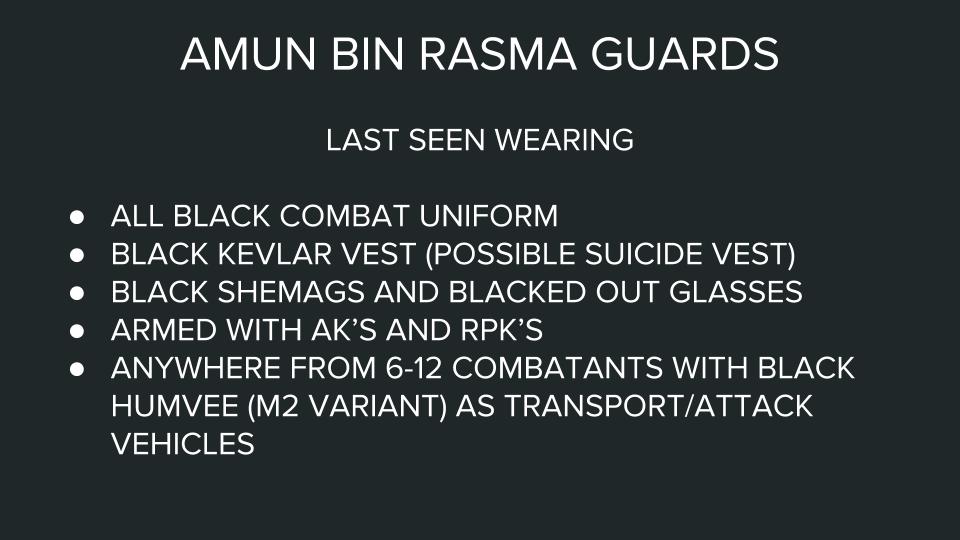 AMUN BIN RASMA GUARDS
LAST SEEN WEARING
● ALL BLACK COMBAT UNIFORM
● BLACK KEVLAR VEST (POSSIBLE SUICIDE VEST)
● BLACK SHEMAGS AND BLACKED OUT GLASSES
● ARMED WITH AK’S AND RPK’S
● ANYWHERE FROM 6-12 COMBATANTS WITH BLACK
HUMVEE (M2 VARIANT) AS TRANSPORT/ATTACK
VEHICLES